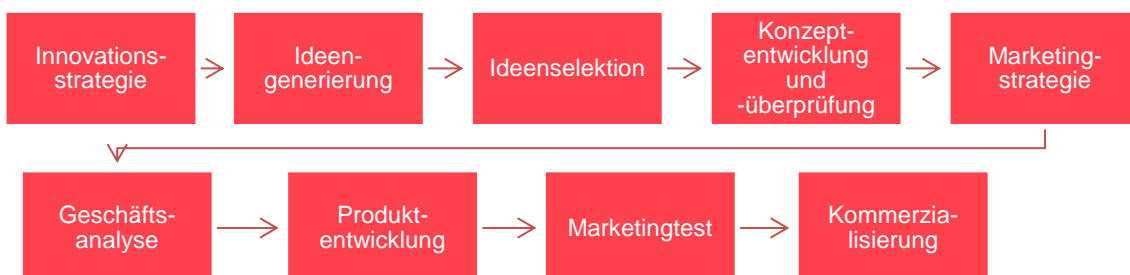 Innovations-
strategie
Ideen-
generierung
Ideenselektion
Konzept-
entwicklung
und
-überprüfung
Marketing-
strategie
Geschäfts-
analyse
Produkt-
entwicklung
Marketingtest
Kommerzia-
lisierung